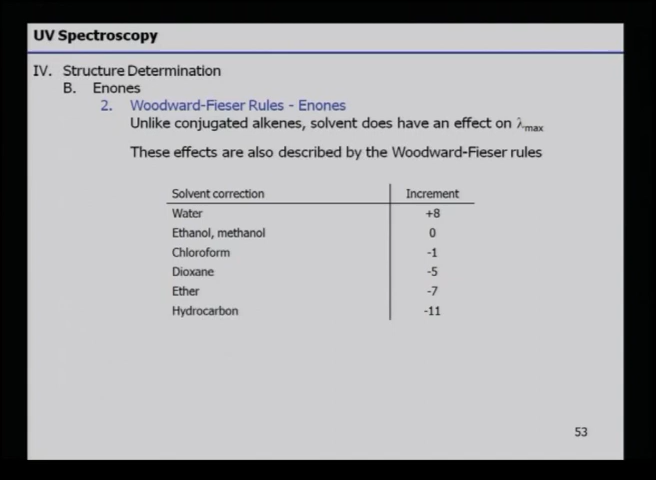 UV Spectroscopy
IV. Structure Determination
B. Enones
2. Woodward-Fieser Rules - Enones
Unlike conjugated alkenes, solvent does have an effect on λmax
These effects are also described by the Woodward-Fieser rules
Solvent correction Increment
Water +8
Ethanol, methanol 0
Chloroform -1
Dioxane -5
Ether -7
Hydrocarbon -11
53